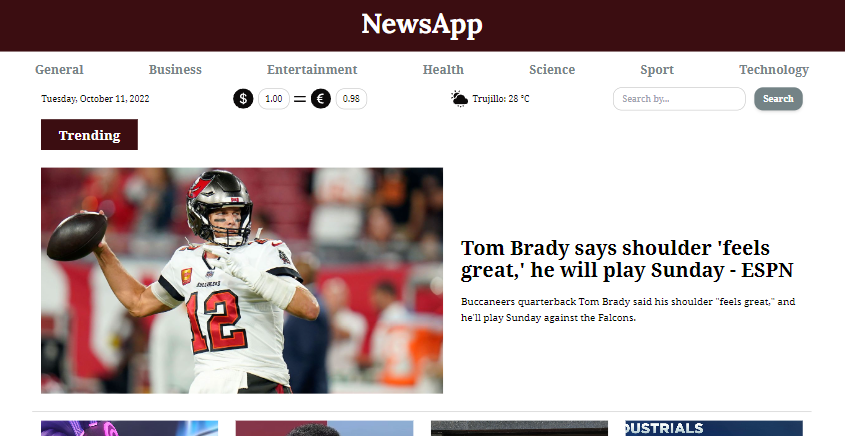 NewsApp
General Business Entertainment Health Science Sport Technology
Tuesday, October 11, 2022 $ 1.00 = € 0.98 Trujillo: 28 °C Search by... Search
Trending
12
Tom Brady says shoulder 'feels
great,' he will play Sunday - ESPN
Buccaneers quarterback Tom Brady said his shoulder "feels great," and
he'll play Sunday against the Falcons.
DUSTRIALS